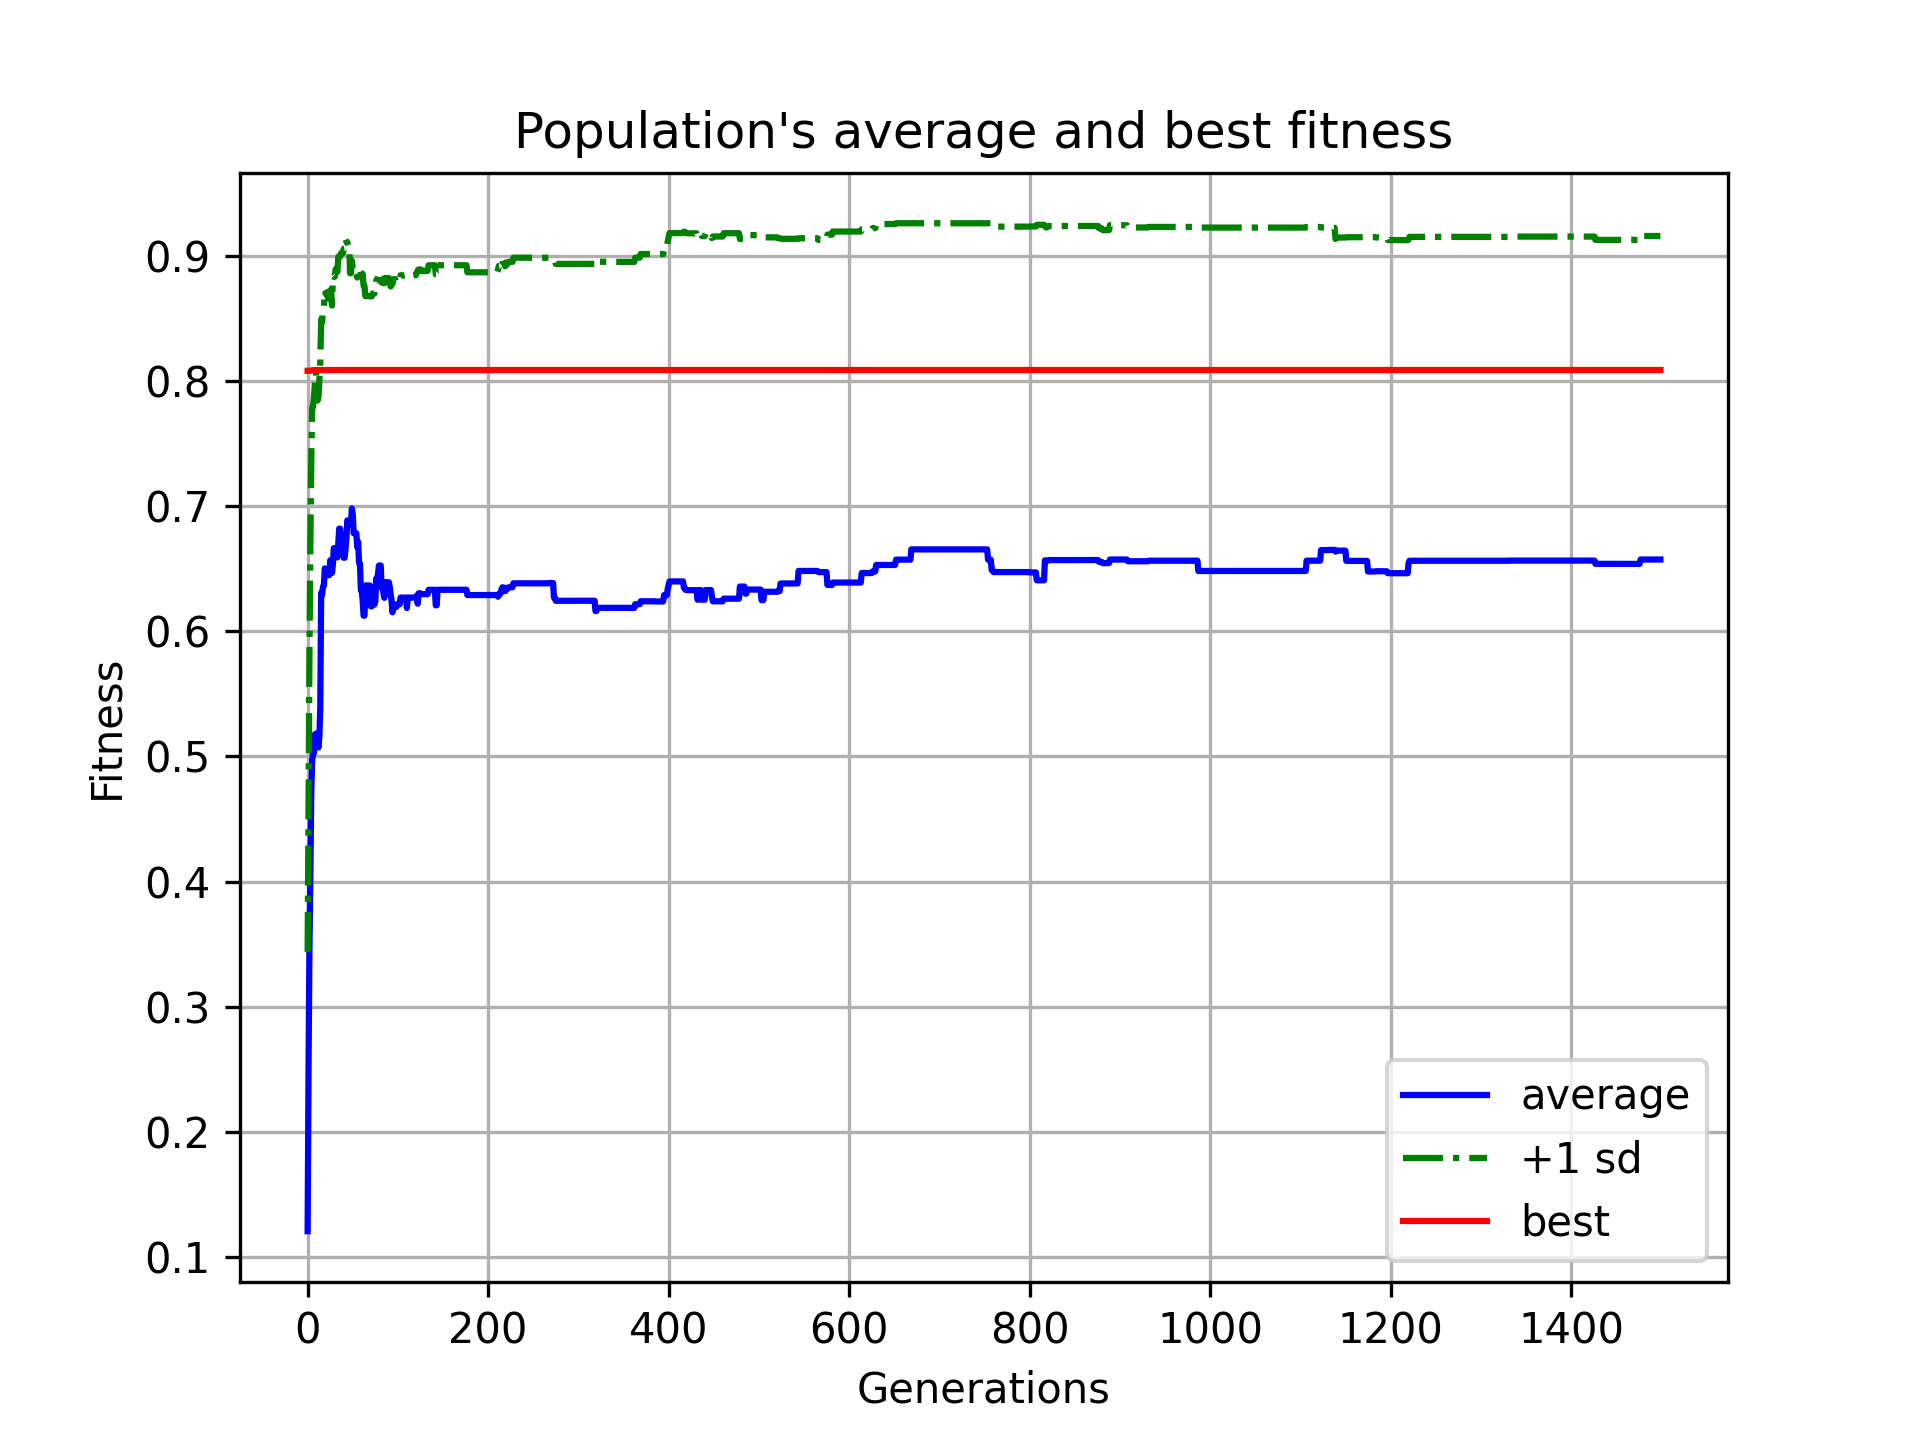 Population's average and best fitness
Fitness
0.9
0.8
0.7
0.6
0.5
0.4
0.3
0.2
0.1
0 200 400 600 800 1000 1200 1400
Generations
average
+1 sd
best